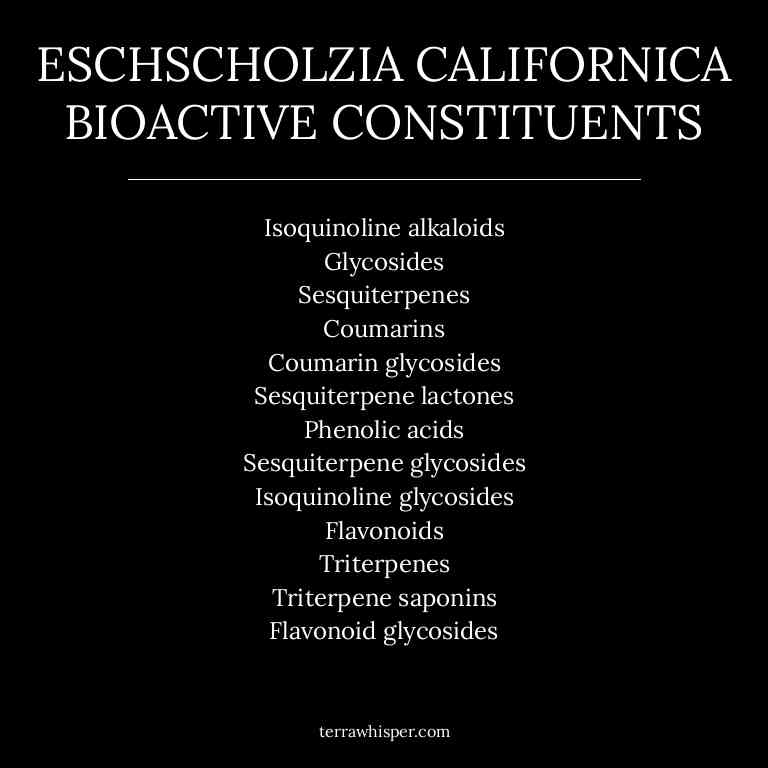 ESCHSCHOLZIA CALIFORNICA
BIOACTIVE CONSTITUENTS
Isoquinoline alkaloids
Glycosides
Sesquiterpenes
Coumarins
Coumarin glycosides
Sesquiterpene lactones
Phenolic acids
Sesquiterpene glycosides
Isoquinoline glycosides
Flavonoids
Triterpenes
Triterpene saponins
Flavonoid glycosides
terrawhisper.com